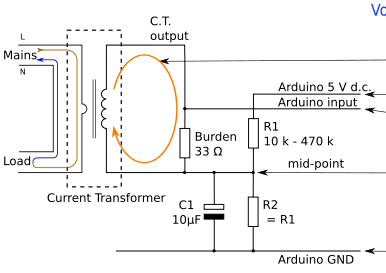 Vo
C.T.
output
L
Mains
N
Arduino 5 V d.c.
Arduino input
Burden
33 Ω
R1
10 k - 470 k
mid-point
Load
Current Transformer
C1
10µF
R2
= R1
Arduino GND